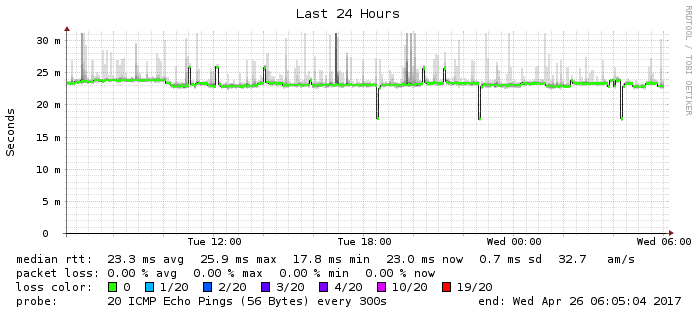 Last 24 Hours
RRDTOOL / TOBI OETIKER
Seconds
30 m
25 m
20 m
15 m
10 m
5 m
0
Tue 12:00 Tue 18:00 Wed 00:00 Wed 06:00
median rtt: 23.3 ms avg 25.9 ms max 17.8 ms min 23.0 ms now 0.7 ms sd 32.7 am/s
packet loss: 0.00 % avg 0.00 % max 0.00 % min 0.00 % now
loss color: 0 1/20 2/20 3/20 4/20 10/20 19/20
probe: 20 ICMP Echo Pings (56 Bytes) every 300s end: Wed Apr 26 06:05:04 2017